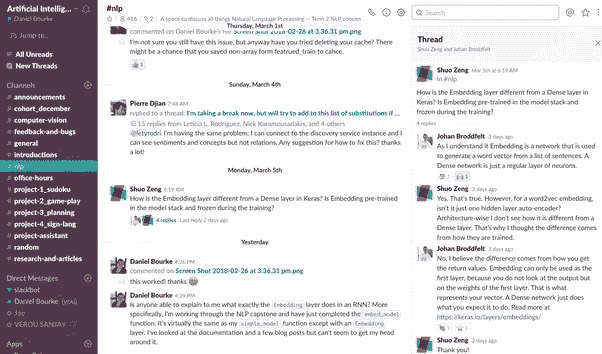 Artificial Intellig...
Daniel Bourke
Jump to...
All Unreads
New Threads
Channels
# announcements
# cohort_december
# computer-vision
# feedback-and-bugs
# general
# introductions
# nlp
# office-hours
# project-1_sudoku
# project-2_game-play
# project-3_planning
# project-4_sign-lang
# project-assistant
# random
# research-and-articles
Direct Messages
slackbot
Daniel Bourke (you)
Joe
VEROU SANJAY
Apps
#nlp
416
2
A space to discuss all things Natural Language Processing -- Term 2 NLP concen
Search
Thursday, March 1st
commented on Daniel Bourke's Screen Shot 2018-02-26 at 3.36.31 pm.png
I'm not sure you still have this issue, but anyway have you tried deleting your cache? There
might be a chance that you saved non-array form featrued_train to cahce.
1
Sunday, March 4th
Pierre Djian 7:48 AM
replied to a thread: I'm taking a break now, but will try to add to this list of substitutions if ...
15 replies from Leticia L. Rodriguez, Nick Karnousanakis, and 4 others
@letyrodri I'm having the same problem: I can connect to the discovery service instance and I
can see sentiments and concepts but not relations. Any suggestion for how to fix this? thanks
a lot!
Monday, March 5th
Shuo Zeng 6:19 AM
How is the Embedding layer different from a Dense layer in Keras? Is Embedding pre-trained
in the model stack and frozen during the training?
4 replies Last reply 2 days ago
Yesterday
Daniel Bourke 4:26 PM
commented on Screen Shot 2018-02-26 at 3.36.31 pm.png
this worked! thanks
Daniel Bourke 4:39 PM
Is anyone able to explain to me what exactly the Embedding layer does in an RNN? More
specifically, I'm working through the NLP capstone and have just completed the embed_model
function. It's virtually the same as my simple_model function except with an Embedding
layer. I've looked at the documentation and a few blog posts but can't seem to get my head
around it.
Thread
Shuo Zeng and Johan Broddfelt
Shuo Zeng Mar 5th at 6:19 AM
in #nlp
How is the Embedding layer different from a Dense layer in
Keras? Is Embedding pre-trained in the model stack and
frozen during the training?
4 replies
Johan Broddfelt 3 days ago
As I understand it Embedding is a network that is used
to generate a word vector from a list of sentences. A
Dense network is just a regular layer of neurons.
1
1
Shuo Zeng 3 days ago
Yes. That's true. However, for a word2vec embedding,
isn't it just one hidden layer auto-encoder?
Architecture-wise I don't see how it is different from a
Dense layer. That's why I thought the difference comes
from how they are trained.
Johan Broddfelt 3 days ago
No, I believe the difference comes from how you get
the return values. Embedding can only be used as the
first layer, because you do not look at the output but
on the weights of the first layer. That is what
represents your vector. A Dense network just does
what you expect it to do. Read more at
https://keras.io/layers/embeddings/
1
1
Shuo Zeng 2 days ago
Thank you!